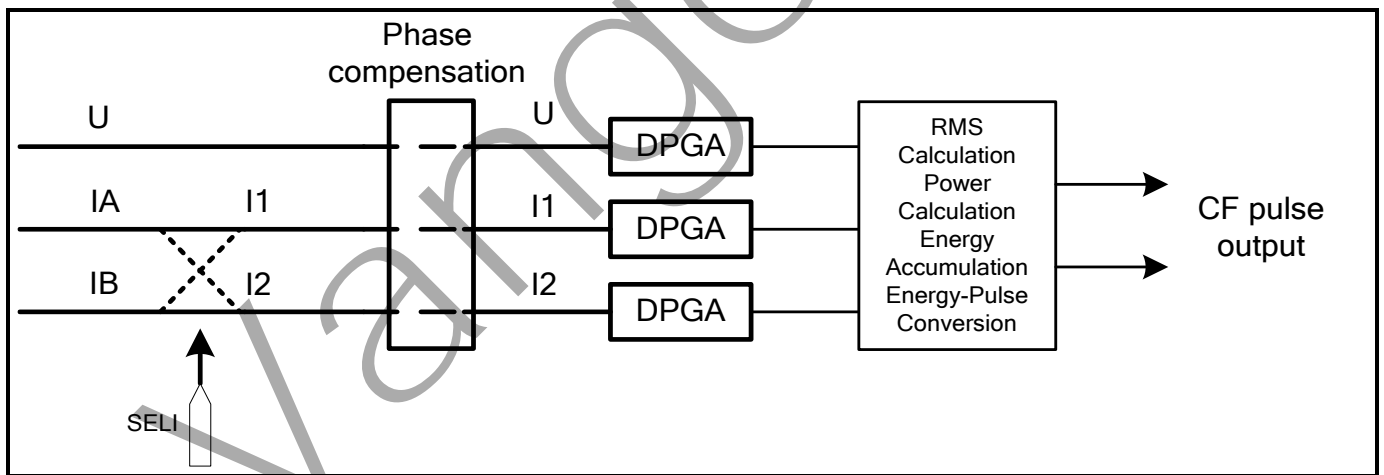 Phase
compensation
U
U
DPGA
IA
I1
I1
DPGA
IB
I2
I2
DPGA
RMS
Calculation
Power
Calculation
Energy
Accumulation
Energy-Pulse
Conversion
CF pulse
output
SELI